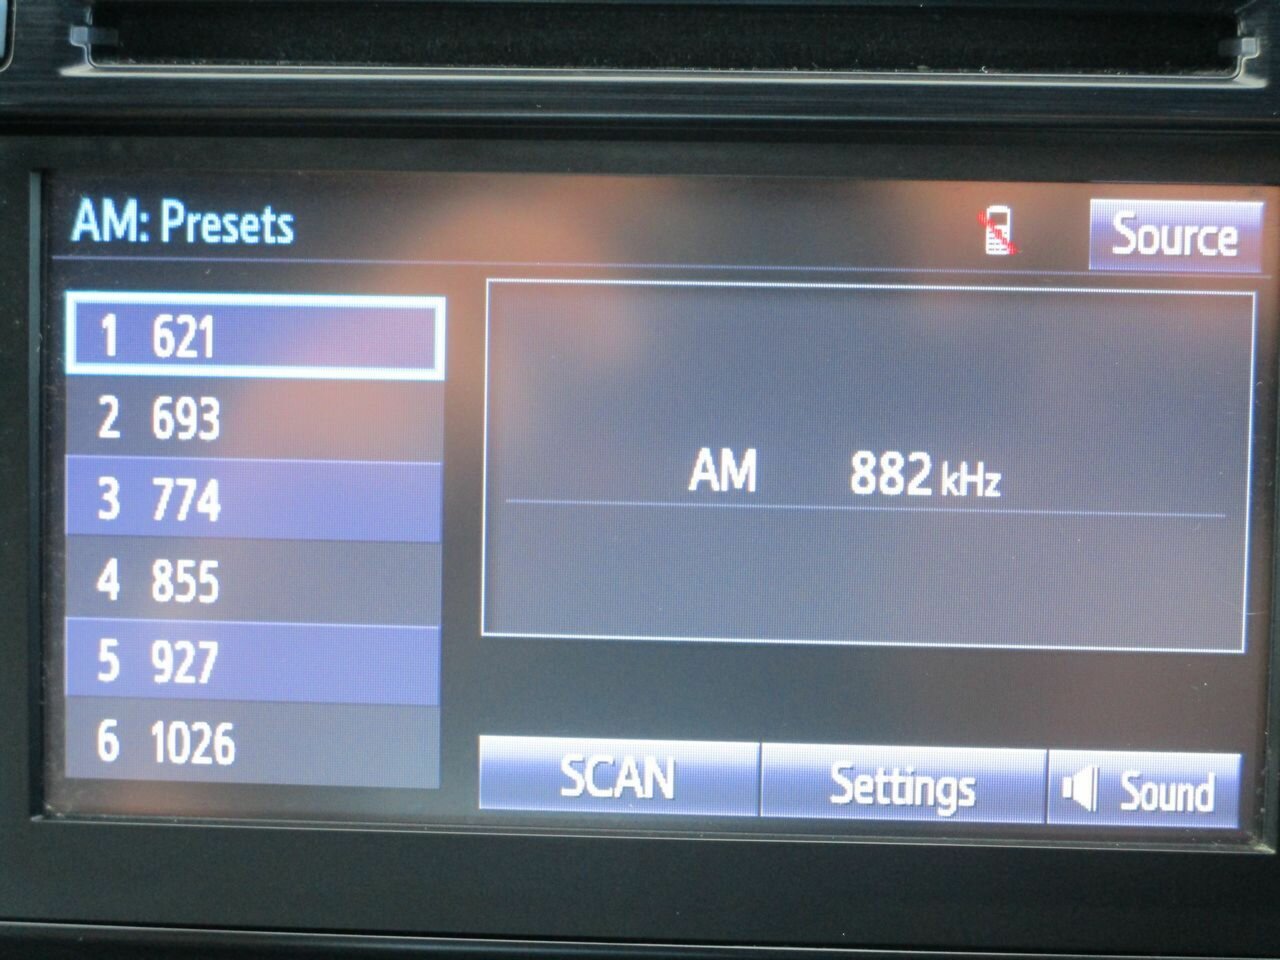 AM: Presets
Source
1 621
2 693
3 774
4 855
5 927
6 1026
AM 882 kHz
SCAN
Settings
Sound